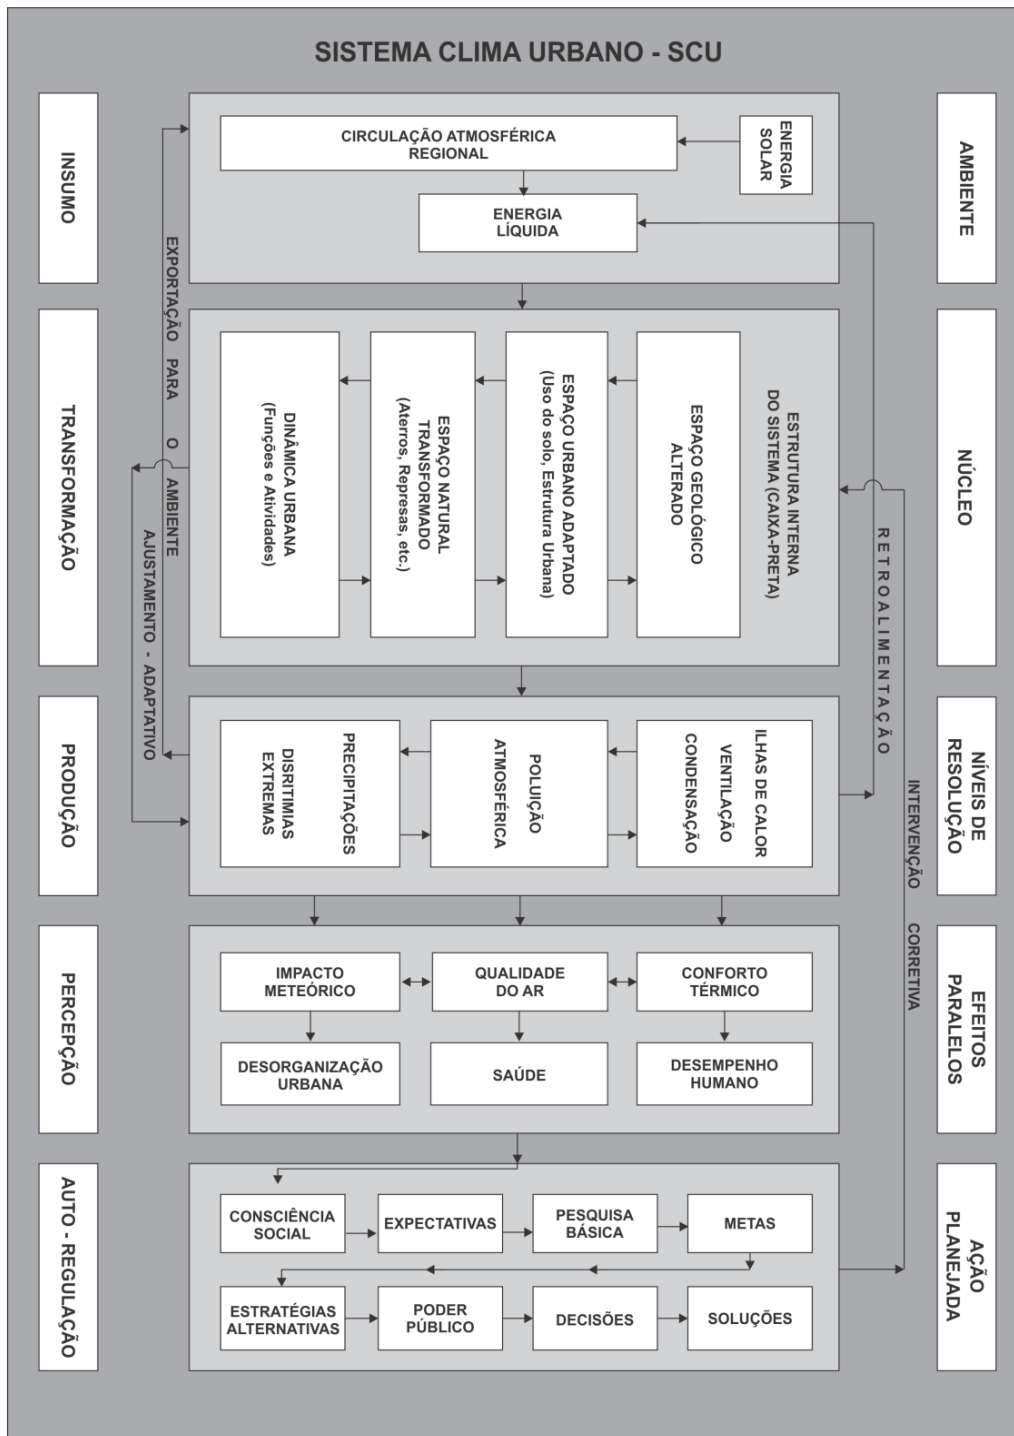 SISTEMA CLIMA URBANO - SCU
INSUMO
CIRCULAÇÃO ATMOSFÉRICA
REGIONAL
ENERGIA
SOLAR
ENERGIA
LÍQUIDA
AMBIENTE
EXPORTAÇÃO PARA O AMBIENTE
TRANSFORMAÇÃO
DINÂMICA URBANA
(Funções e Atividades)
ESPAÇO NATURAL
TRANSFORMADO
(Aterros, Represas, etc.)
ESPAÇO URBANO ADAPTADO
(Uso do solo, Estrutura Urbana)
ESPAÇO GEOLÓGICO
ALTERADO
ESTRUTURA INTERNA
DO SISTEMA (CAIXA-PRETA)
NÚCLEO
AJUSTAMENTO - ADAPTATIVO
RETROALIMENTAÇÃO
PRODUÇÃO
PRECIPITAÇÕES
DISRITIMIAS
EXTREMAS
POLUIÇÃO
ATMOSFÉRICA
ILHAS DE CALOR
VENTILAÇÃO
CONDENSAÇÃO
NÍVEIS DE
RESOLUÇÃO
INTERVENÇÃO CORRETIVA
PERCEPÇÃO
IMPACTO
METEÓRICO
QUALIDADE
DO AR
CONFORTO
TÉRMICO
DESORGANIZAÇÃO
URBANA
SAÚDE
DESEMPENHO
HUMANO
EFEITOS
PARALELOS
AUTO - REGULAÇÃO
CONSCIÊNCIA
SOCIAL
EXPECTATIVAS
PESQUISA
BÁSICA
METAS
ESTRATÉGIAS
ALTERNATIVAS
PODER
PÚBLICO
DECISÕES
SOLUÇÕES
AÇÃO
PLANEJADA